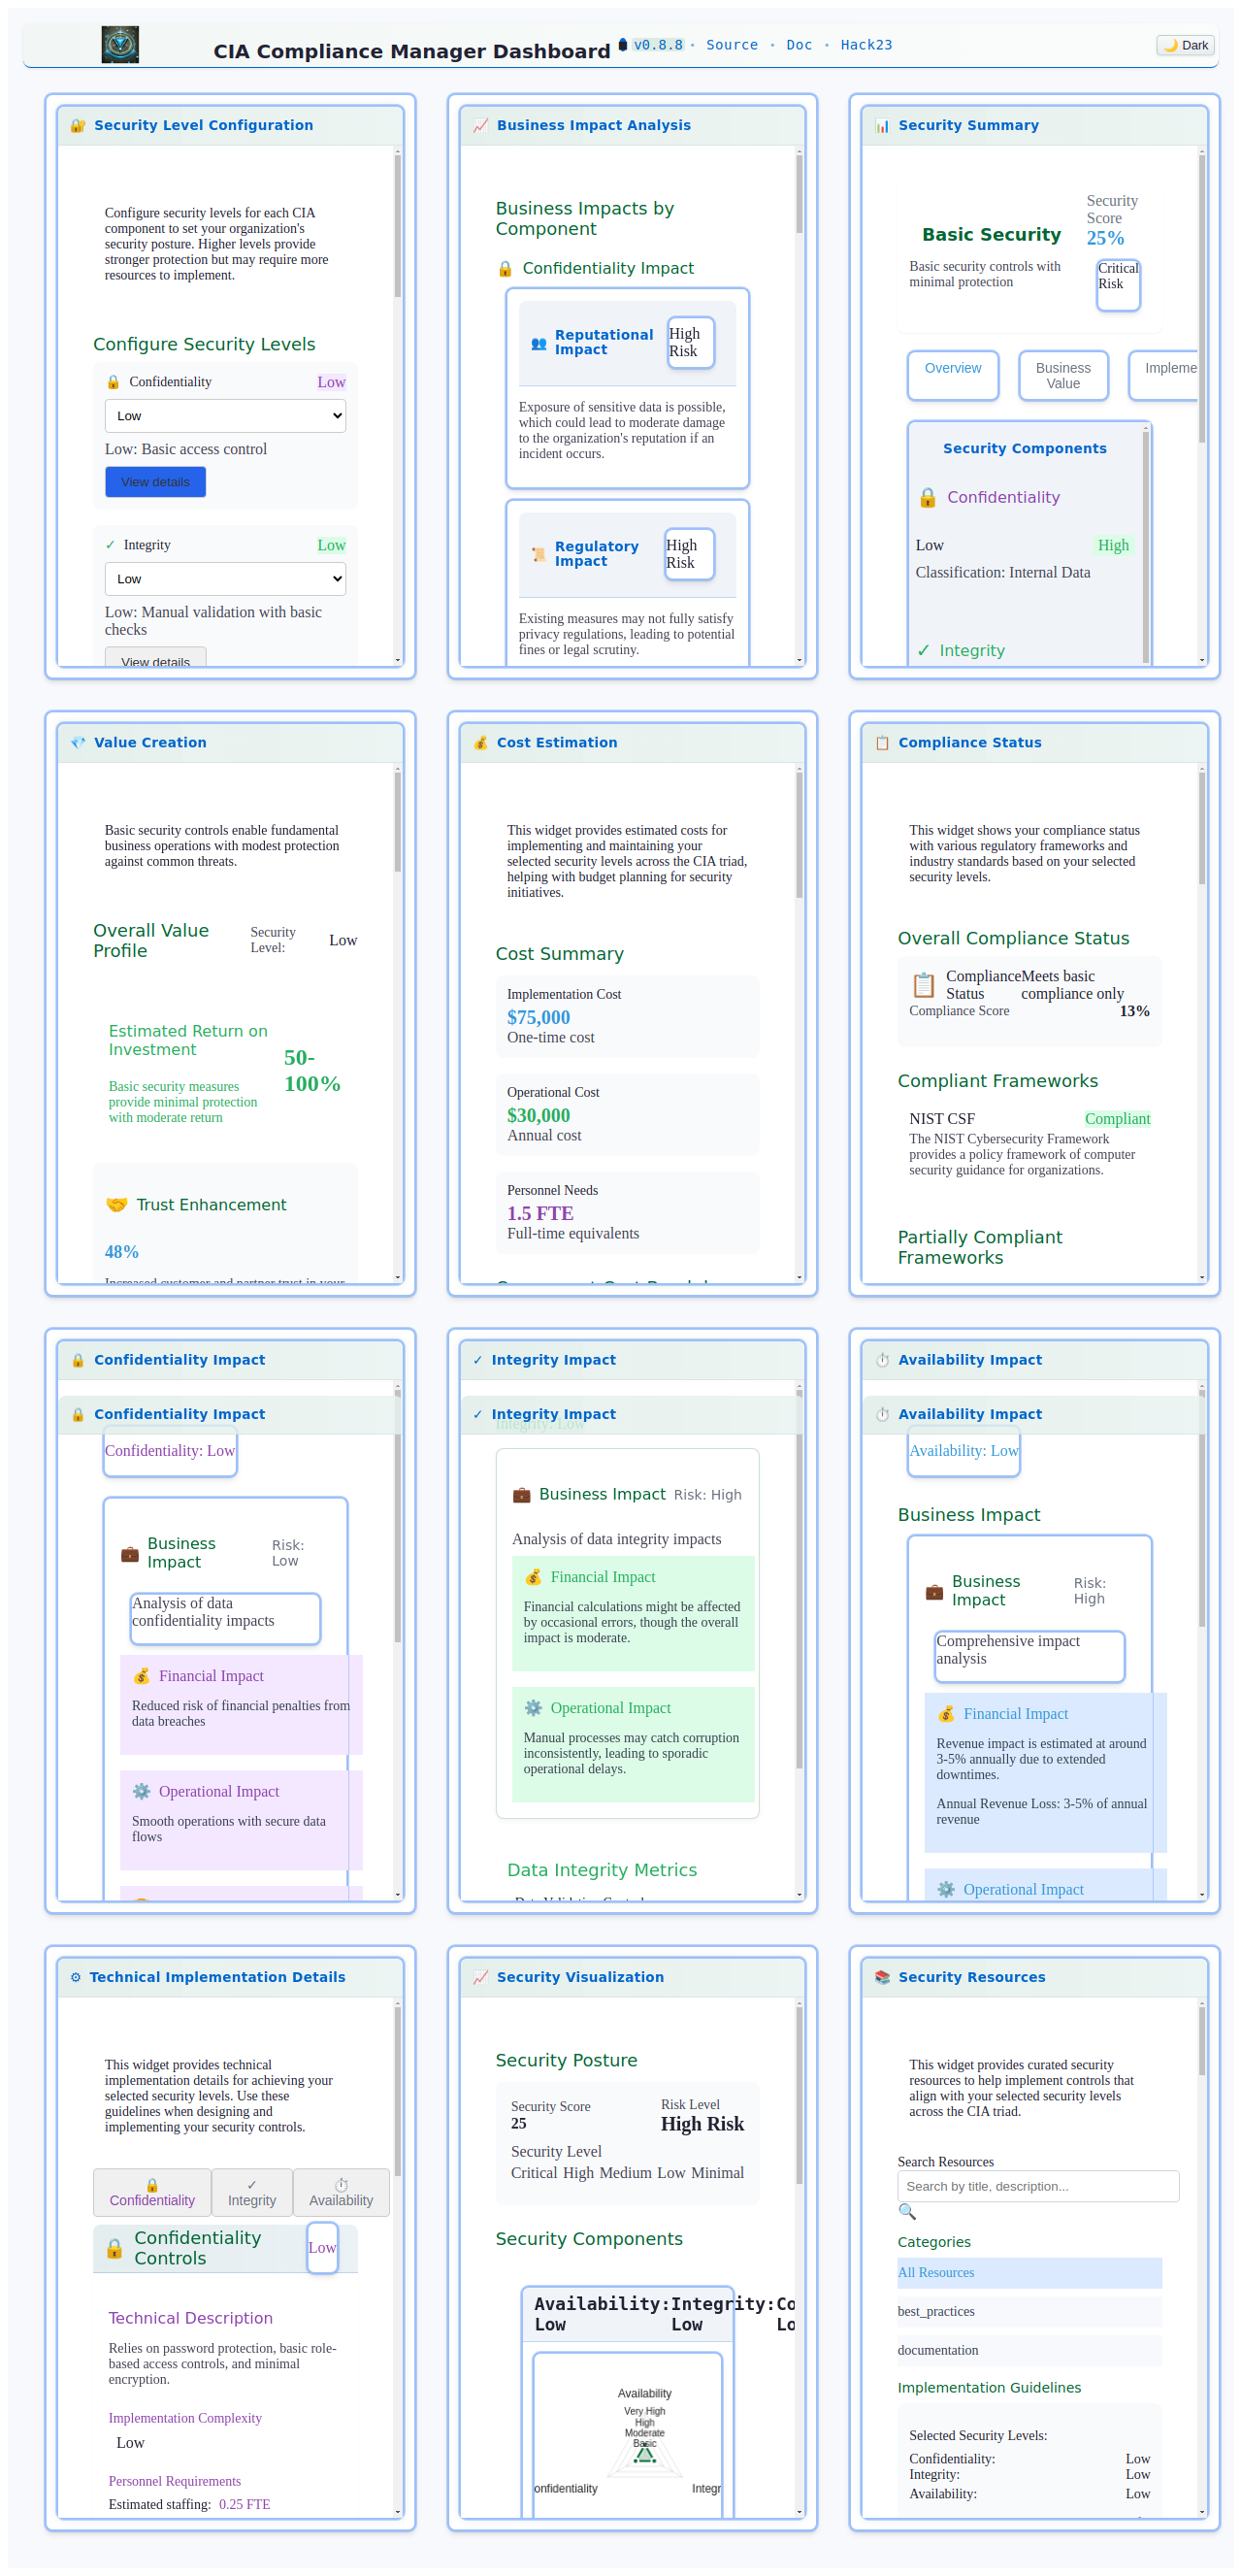 CIA Compliance Manager Dashboard
v0.8.8 • Source • Doc • Hack23
🌙 Dark
🔐 Security Level Configuration
Configure security levels for each CIA
component to set your organization's
security posture. Higher levels provide
stronger protection but may require more
resources to implement.
Configure Security Levels
🔒 Confidentiality Low
Low
Low: Basic access control
View details
✓ Integrity Low
Low
Low: Manual validation with basic
checks
View details
📈 Business Impact Analysis
Business Impacts by
Component
🔒 Confidentiality Impact
👥 Reputational
Impact
High
Risk
Exposure of sensitive data is possible,
which could lead to moderate damage
to the organization's reputation if an
incident occurs.
📜 Regulatory
Impact
High
Risk
Existing measures may not fully satisfy
privacy regulations, leading to potential
fines or legal scrutiny.
📊 Security Summary
Basic Security
Basic security controls with
minimal protection
Security
Score
25%
Critical
Risk
Overview
Business
Value
Impleme
Security Components
🔒 Confidentiality
Low High
Classification: Internal Data
✓ Integrity
💎 Value Creation
Basic security controls enable fundamental
business operations with modest protection
against common threats.
Overall Value
Profile
Security
Level:
Low
Estimated Return on
Investment
Basic security measures
provide minimal protection
with moderate return
50-
100%
🤝 Trust Enhancement
48%
Increased customer and partner trust in your
💰 Cost Estimation
This widget provides estimated costs for
implementing and maintaining your
selected security levels across the CIA triad,
helping with budget planning for security
initiatives.
Cost Summary
Implementation Cost
$75,000
One-time cost
Operational Cost
$30,000
Annual cost
Personnel Needs
1.5 FTE
Full-time equivalents
📋 Compliance Status
This widget shows your compliance status
with various regulatory frameworks and
industry standards based on your selected
security levels.
Overall Compliance Status
📋 Compliance
Status
Meets basic
compliance only
Compliance Score 13%
Compliant Frameworks
NIST CSF Compliant
The NIST Cybersecurity Framework
provides a policy framework of computer
security guidance for organizations.
Partially Compliant
Frameworks
🔒 Confidentiality Impact
🔒 Confidentiality Impact
Confidentiality: Low
💼 Business
Impact
Risk:
Low
Analysis of data
confidentiality impacts
💰 Financial Impact
Reduced risk of financial penalties from
data breaches
⚙️ Operational Impact
Smooth operations with secure data
flows
✓ Integrity Impact
✓ Integrity Impact
Integrity: Low
💼 Business Impact Risk: High
Analysis of data integrity impacts
💰 Financial Impact
Financial calculations might be affected
by occasional errors, though the overall
impact is moderate.
⚙️ Operational Impact
Manual processes may catch corruption
inconsistently, leading to sporadic
operational delays.
Data Integrity Metrics
⏱️ Availability Impact
⏱️ Availability Impact
Availability: Low
Business Impact
💼 Business
Impact
Risk:
High
Comprehensive impact
analysis
💰 Financial Impact
Revenue impact is estimated at around
3-5% annually due to extended
downtimes.
Annual Revenue Loss: 3-5% of annual
revenue
⚙️ Operational Impact
⚙ Technical Implementation Details
This widget provides technical
implementation details for achieving your
selected security levels. Use these
guidelines when designing and
implementing your security controls.
🔒
Confidentiality
✓
Integrity
⏱️
Availability
🔒 Confidentiality
Controls
Low
Technical Description
Relies on password protection, basic role-
based access controls, and minimal
encryption.
Implementation Complexity
Low
Personnel Requirements
Estimated staffing: 0.25 FTE
📈 Security Visualization
Security Posture
Security Score
25
Risk Level
High Risk
Security Level
Critical High Medium Low Minimal
Security Components
Availability:
Low
Integrity:
Low
Co
Lo
Availability
Very High
High
Moderate
Basic
onfidentiality
Integr
📚 Security Resources
This widget provides curated security
resources to help implement controls that
align with your selected security levels
across the CIA triad.
Search Resources
Search by title, description...
🔍
Categories
All Resources
best_practices
documentation
Implementation Guidelines
Selected Security Levels:
Confidentiality: Low
Integrity: Low
Availability: Low